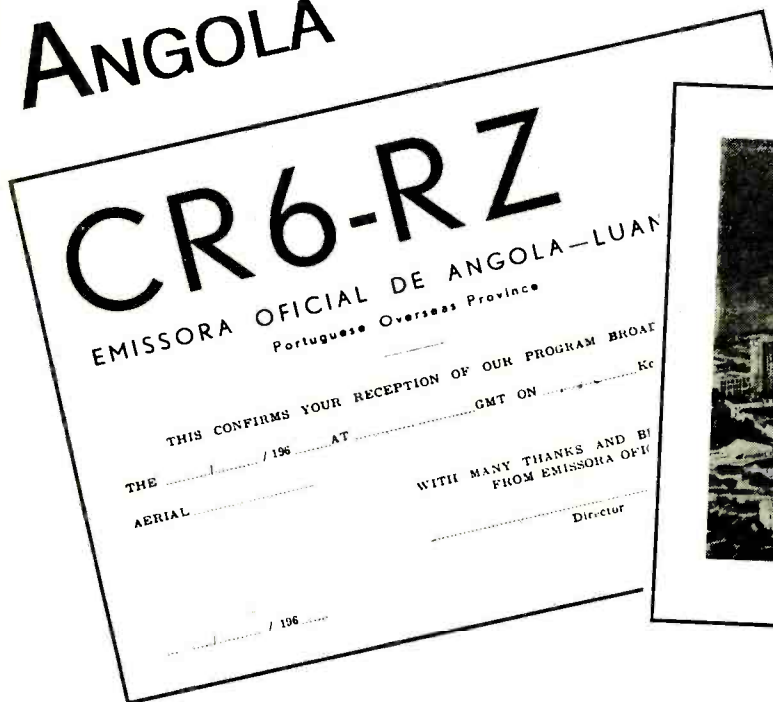 ANGOLA
CR6-RZ
EMISSORA OFICIAL DE ANGOLA—LUAN
Portuguese Overseas Province
THIS CONFIRMS YOUR RECEPTION OF OUR PROGRAM BROAD
THE ........../.......... / 196 ...... AT .................... GMT ON .................... Kc
AERIAL ....................
WITH MANY THANKS AND BE
FROM EMISSORA OFIC
Director
........../.......... / 196 ......